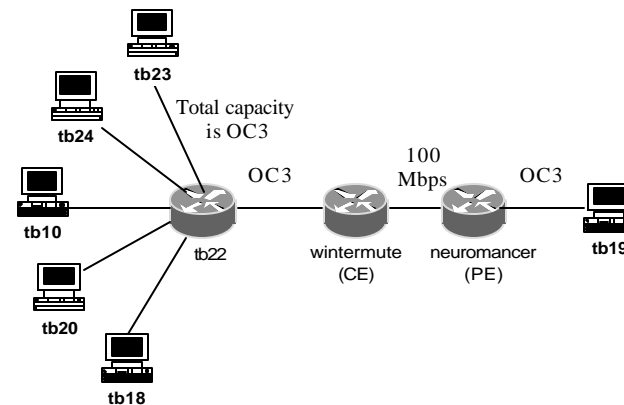 tb23
Total capacity
is OC3
tb24
OC3
100
Mbps
OC3
tb10
tb22
wintermute
(CE)
neuromancer
(PE)
tb19
tb20
tb18